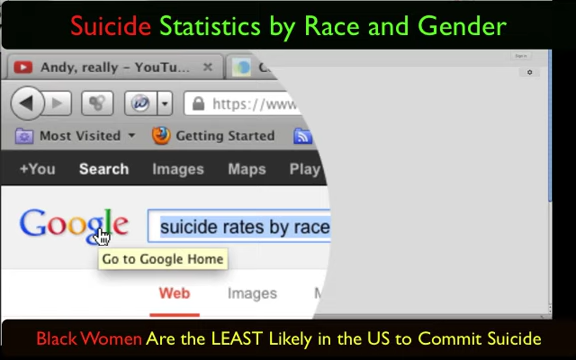 Suicide Statistics by Race and Gender
Andy, really – YouTu...
https://www
Most Visited
Getting Started
+You Search Images Maps Play
Google
suicide rates by race
Go to Google Home
Web Images
Black Women Are the LEAST Likely in the US to Commit Suicide